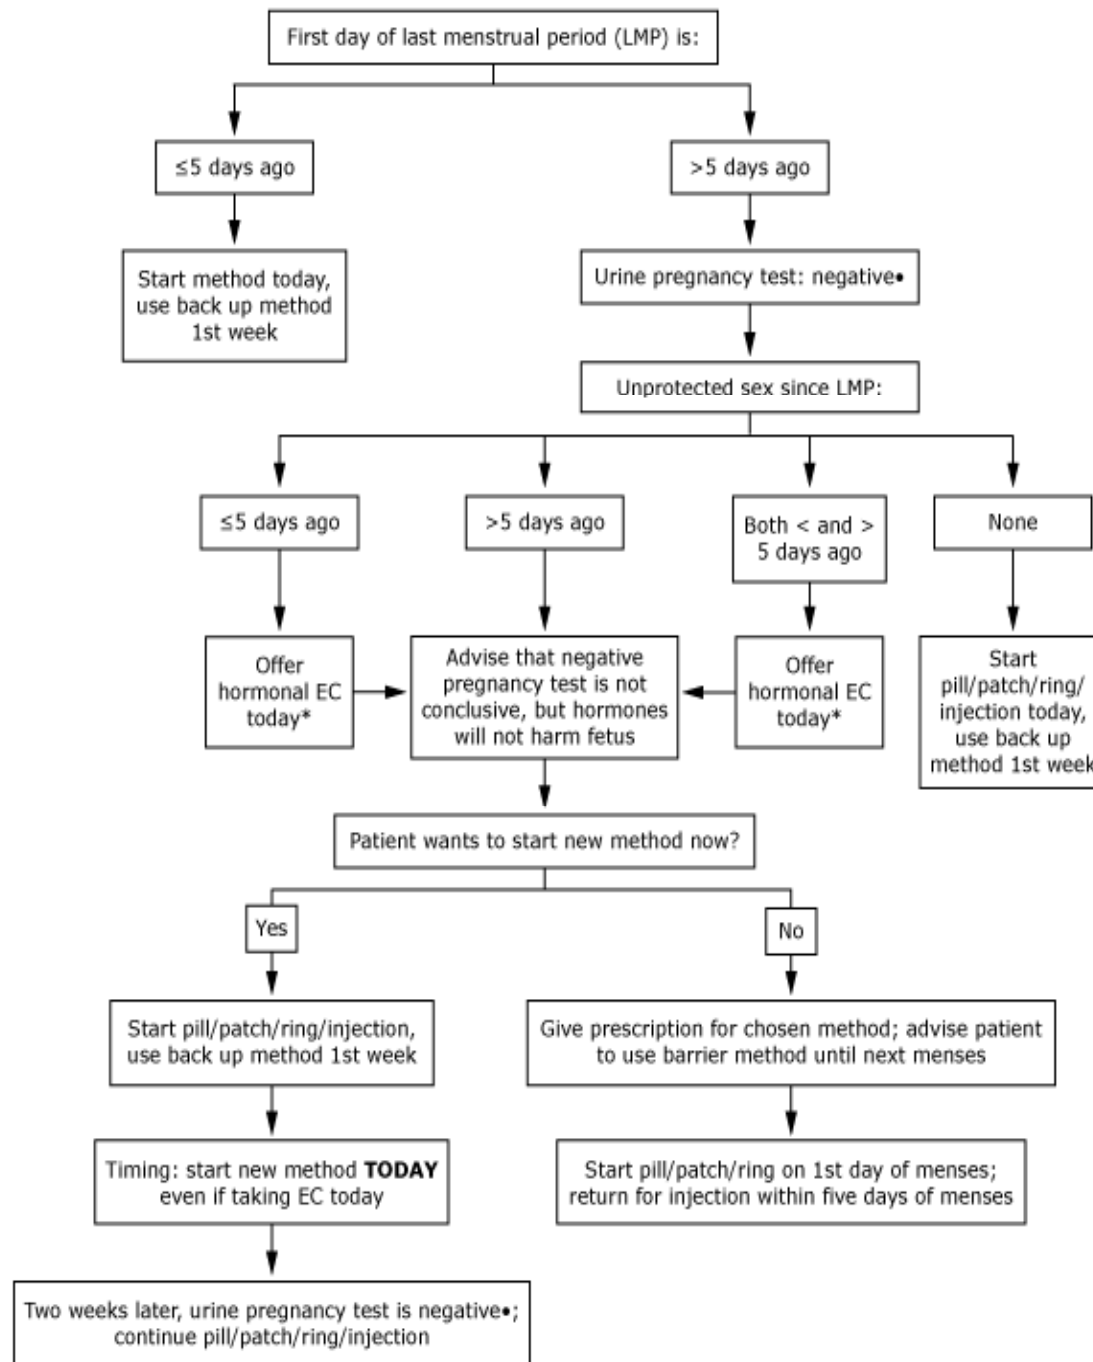 First day of last menstrual period (LMP) is:
≤5 days ago
>5 days ago
Start method today,
use back up method
1st week
Urine pregnancy test: negative•
Unprotected sex since LMP:
≤5 days ago
>5 days ago
Both < and >
5 days ago
None
Offer
hormonal EC
today*
Advise that negative
pregnancy test is not
conclusive, but hormones
will not harm fetus
Offer
hormonal EC
today*
Start
pill/patch/ring/
injection today,
use back up
method 1st week
Patient wants to start new method now?
Yes
No
Start pill/patch/ring/injection,
use back up method 1st week
Give prescription for chosen method; advise patient
to use barrier method until next menses
Timing: start new method TODAY
even if taking EC today
Start pill/patch/ring on 1st day of menses;
return for injection within five days of menses
Two weeks later, urine pregnancy test is negative•;
continue pill/patch/ring/injection